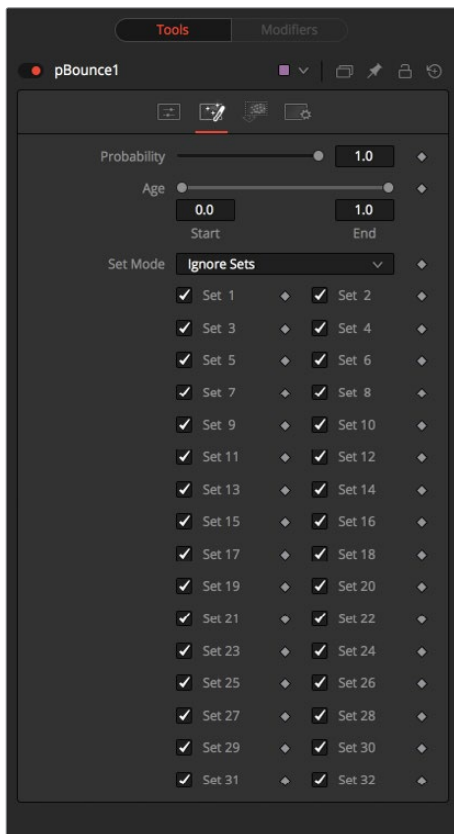 Tools Modifiers
pBounce1
Probability 1.0
Age
0.0 1.0
Start End
Set Mode Ignore Sets
Set 1 Set 2
Set 3 Set 4
Set 5 Set 6
Set 7 Set 8
Set 9 Set 10
Set 11 Set 12
Set 13 Set 14
Set 15 Set 16
Set 17 Set 18
Set 19 Set 20
Set 21 Set 22
Set 23 Set 24
Set 25 Set 26
Set 27 Set 28
Set 29 Set 30
Set 31 Set 32